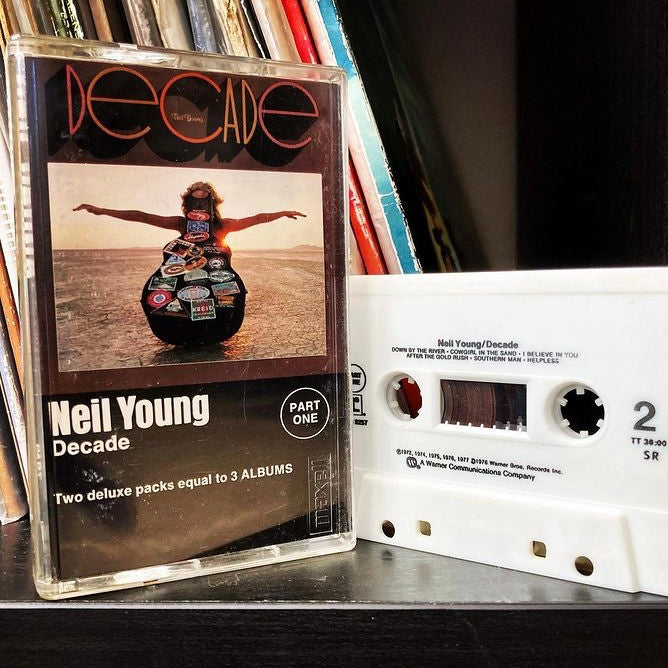 DECADE
Neil Young
KREIG
Neil Young
Decade
PART
ONE
Two deluxe packs equal to 3 ALBUMS
Neil Young/Decade
DOWN BY THE RIVER • COWGIRL IN THE SAND • I BELIEVE IN YOU
AFTER THE GOLD RUSH • SOUTHERN MAN • HELPLESS
2
TT 38:00
SR
A Warner Communications Company